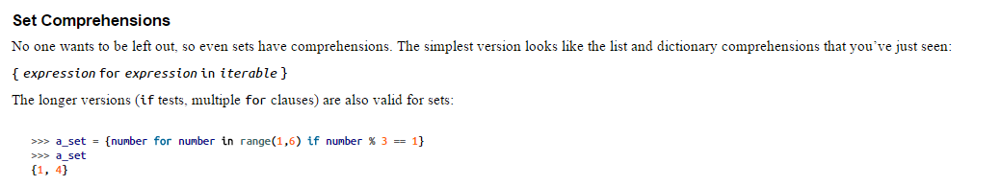 Set Comprehensions
No one wants to be left out, so even sets have comprehensions. The simplest version looks like the list and dictionary comprehensions that you’ve just seen:
{ expression for expression in iterable }
The longer versions (if tests, multiple for clauses) are also valid for sets:
>>> a_set = {number for number in range(1,6) if number % 3 == 1}
>>> a_set
{1, 4}